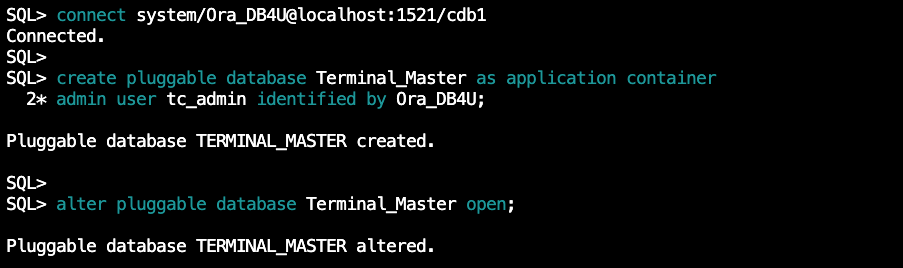 SQL> connect system/Ora_DB4U@localhost:1521/cdb1
Connected.
SQL>
SQL> create pluggable database Terminal_Master as application container
  2* admin user tc_admin identified by Ora_DB4U;

Pluggable database TERMINAL_MASTER created.

SQL>
SQL> alter pluggable database Terminal_Master open;

Pluggable database TERMINAL_MASTER altered.